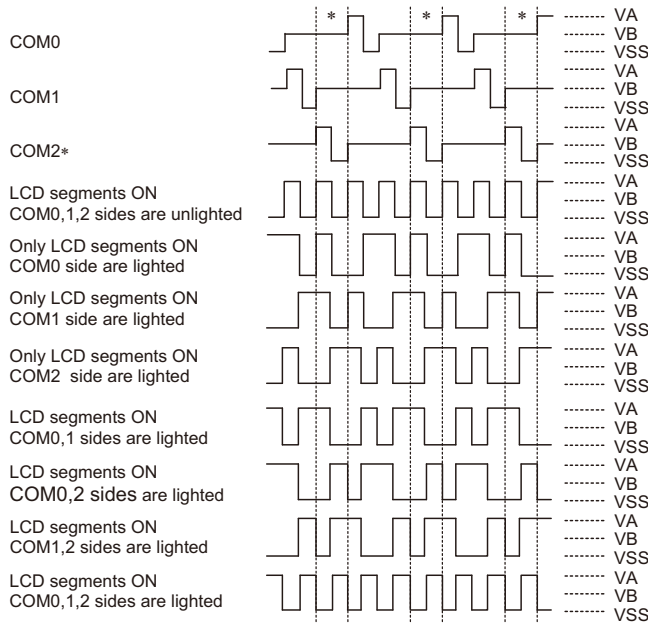 * * *
COM0
VA
VB
VSS
COM1
VA
VB
VSS
COM2*
VA
VB
VSS
LCD segments ON
COM0,1,2 sides are unlighted
VA
VB
VSS
Only LCD segments ON
COM0 side are lighted
VA
VB
VSS
Only LCD segments ON
COM1 side are lighted
VA
VB
VSS
Only LCD segments ON
COM2 side are lighted
VA
VB
VSS
LCD segments ON
COM0,1 sides are lighted
VA
VB
VSS
LCD segments ON
COM0,2 sides are lighted
VA
VB
VSS
LCD segments ON
COM1,2 sides are lighted
VA
VB
VSS
LCD segments ON
COM0,1,2 sides are lighted
VA
VB
VSS